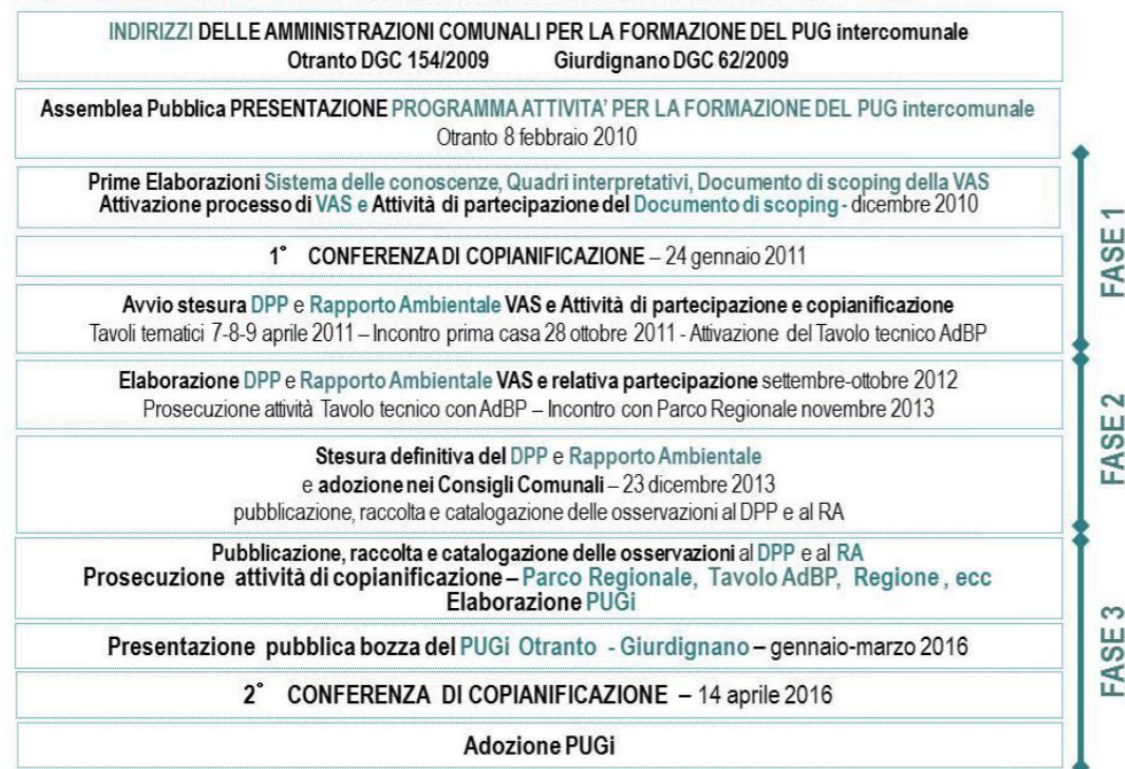 INDIRIZZI DELLE AMMINISTRAZIONI COMUNALI PER LA FORMAZIONE DEL PUG intercomunale
Otranto DGC 154/2009 Giurdignano DGC 62/2009
Assemblea Pubblica PRESENTAZIONE PROGRAMMA ATTIVITA' PER LA FORMAZIONE DEL PUG intercomunale
Otranto 8 febbraio 2010
Prime Elaborazioni Sistema delle conoscenze, Quadri interpretativi, Documento di scoping della VAS
Attivazione processo di VAS e Attività di partecipazione del Documento di scoping - dicembre 2010
1° CONFERENZA DI COPIANIFICAZIONE – 24 gennaio 2011
Avvio stesura DPP e Rapporto Ambientale VAS e Attività di partecipazione e copianificazione
Tavoli tematici 7-8-9 aprile 2011 – Incontro prima casa 28 ottobre 2011 - Attivazione del Tavolo tecnico AdBP
FASE 1
Elaborazione DPP e Rapporto Ambientale VAS e relativa partecipazione settembre-ottobre 2012
Prosecuzione attività Tavolo tecnico con AdBP – Incontro con Parco Regionale novembre 2013
Stesura definitiva del DPP e Rapporto Ambientale
e adozione nei Consigli Comunali – 23 dicembre 2013
pubblicazione, raccolta e catalogazione delle osservazioni al DPP e al RA
FASE 2
Pubblicazione, raccolta e catalogazione delle osservazioni al DPP e al RA
Prosecuzione attività di copianificazione – Parco Regionale, Tavolo AdBP, Regione , ecc
Elaborazione PUGi
Presentazione pubblica bozza del PUGi Otranto - Giurdignano – gennaio-marzo 2016
2° CONFERENZA DI COPIANIFICAZIONE – 14 aprile 2016
Adozione PUGi
FASE 3